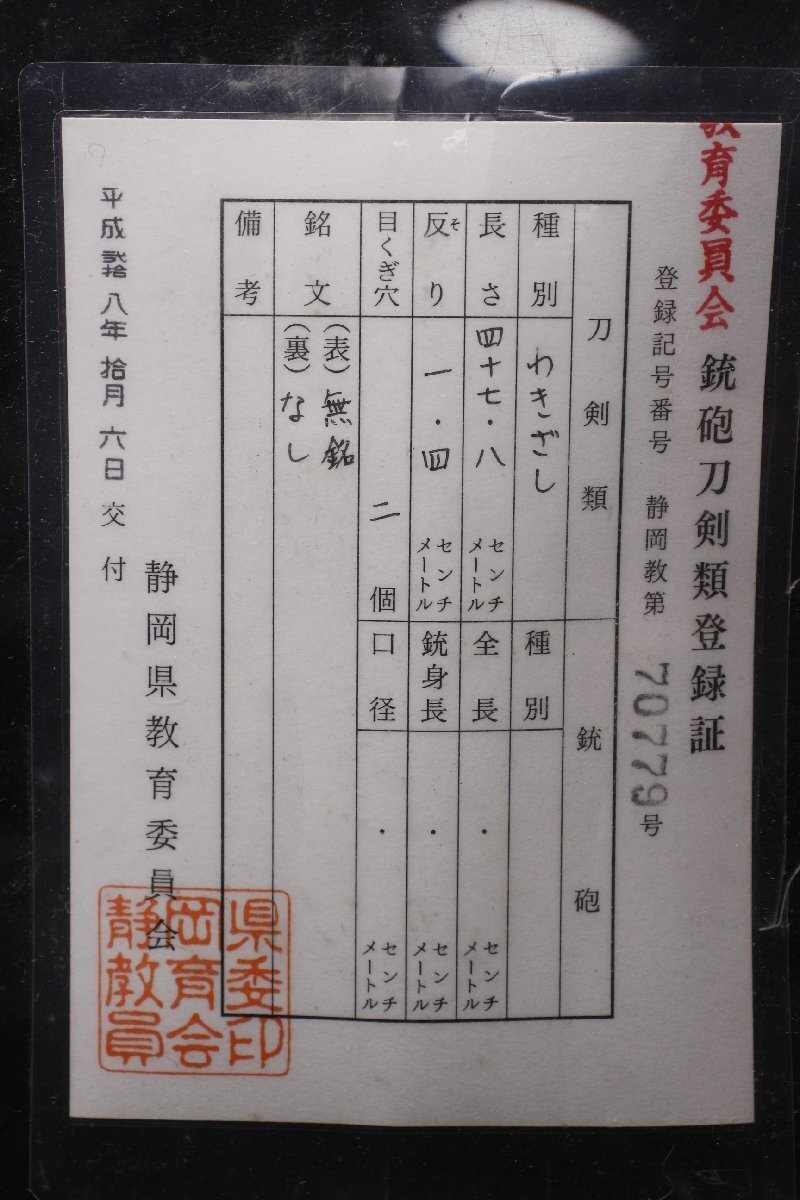 教育委員会
銃砲刀剣類登録証
登録記号番号 静岡教第 70779 号
刀剣類
種別 わきざし
長さ 四十七・八 センチメートル
反り 一・四 センチメートル
そ
目くぎ穴 二 個
銘文 (表)無銘
(裏)なし
備考
銃砲
種別
全長 ・ センチメートル
銃身長 ・ センチメートル
口径 ・ センチメートル
平成弐拾八年拾月六日交付
静岡県教育委員会
県委印
岡育会
静教員